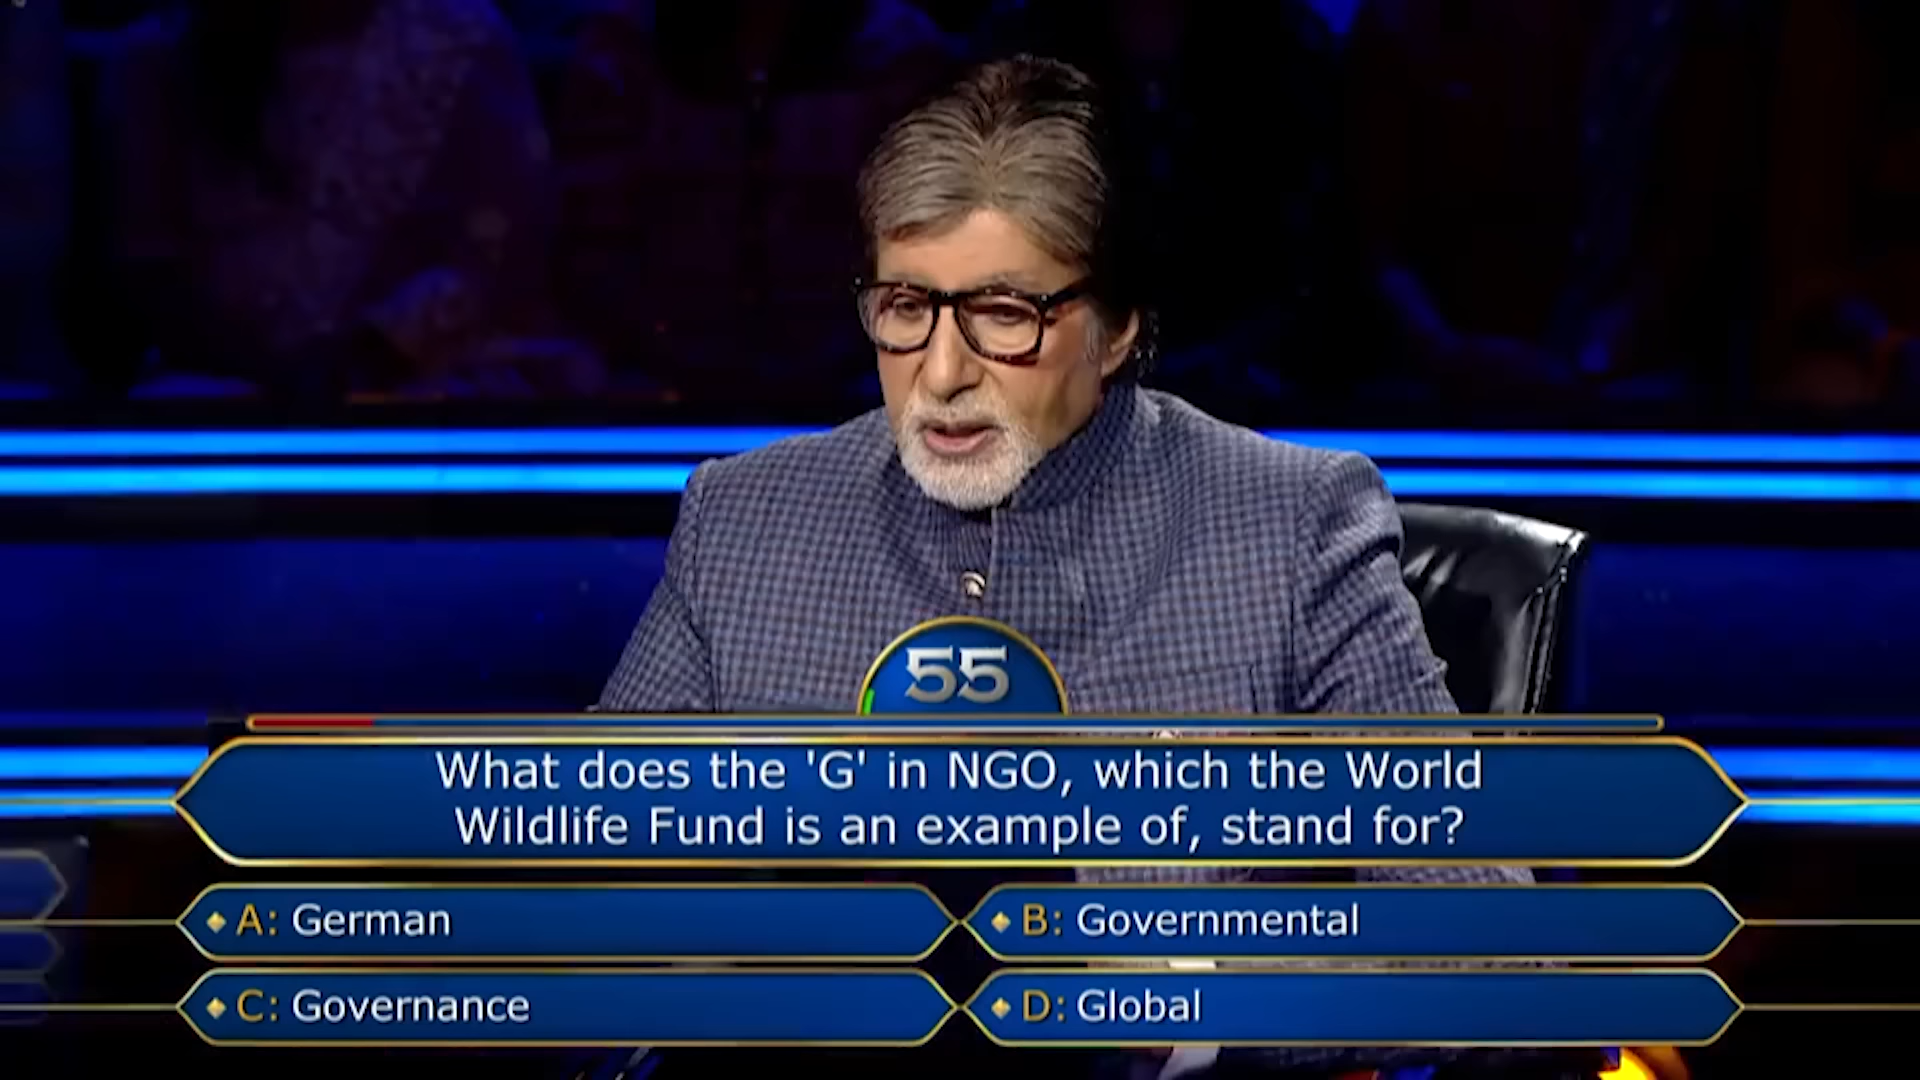 55
What does the 'G' in NGO, which the World
Wildlife Fund is an example of, stand for?
A: German
B: Governmental
C: Governance
D: Global